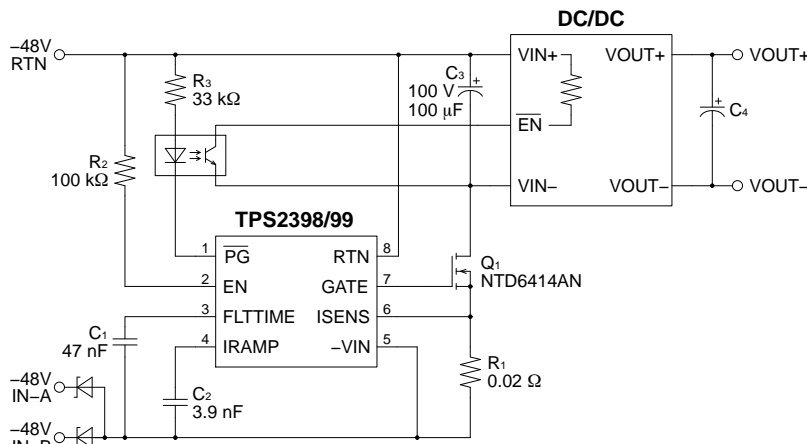 DC/DC
−48V
RTN
R3
33 kΩ
C3
100 V
100 μF
+
VIN+
VOUT+
VOUT+
EN
+
C4
R2
100 kΩ
VIN−
VOUT−
VOUT−
TPS2398/99
1
PG
RTN
8
2
EN
GATE
7
Q1
NTD6414AN
3
FLTTIME
ISENS
6
4
IRAMP
−VIN
5
C1
47 nF
R1
0.02 Ω
−48V
IN−A
C2
3.9 nF
−48V
IN−B